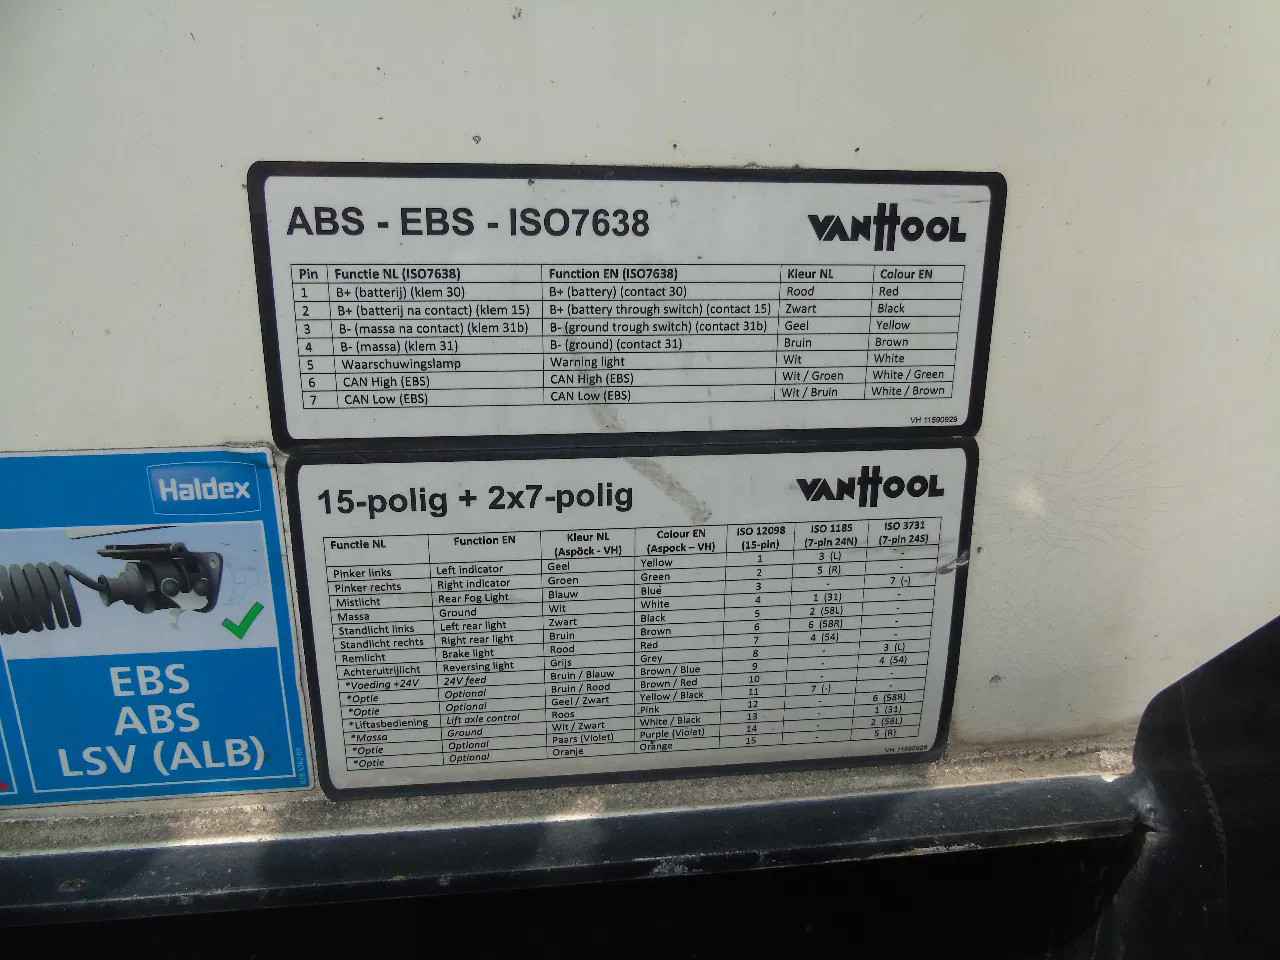 ABS - EBS - ISO7638 VANHOOL
Pin Functie NL (ISO7638) Function EN (ISO7638) Kleur NL Colour EN
1 B+ (batterij) (klem 30) B+ (battery) (contact 30) Rood Red
2 B+ (batterij na contact) (klem 15) B+ (battery through switch) (contact 15) Zwart Black
3 B- (massa na contact) (klem 31b) B- (ground trough switch) (contact 31b) Geel Yellow
4 B- (massa) (klem 31) B- (ground) (contact 31) Bruin Brown
5 Waarschuwingslamp Warning light Wit White
6 CAN High (EBS) CAN High (EBS) Wit / Groen White / Green
7 CAN Low (EBS) CAN Low (EBS) Wit / Bruin White / Brown
VH 11590929
Haldex
EBS
ABS
LSV (ALB)
15-polig + 2x7-polig VANHOOL
Functie NL Function EN Kleur NL (Aspöck - VH) Colour EN (Aspock – VH) ISO 12098 (15-pin) ISO 1185 (7-pin 24N) ISO 3731 (7-pin 24S)
Pinker links Left indicator Geel Yellow 1 3 (L) -
Pinker rechts Right indicator Groen Green 2 5 (R) -
Mistlicht Rear Fog Light Blauw Blue 3 - 7 (-)
Massa Ground Wit White 4 1 (31) -
Standlicht links Left rear light Zwart Black 5 2 (58L) -
Standlicht rechts Right rear light Bruin Brown 6 6 (58R) -
Remlicht Brake light Rood Red 7 4 (54) -
Achteruitrijlicht Reversing light Grijs Grey 8 - 3 (L)
*Voeding +24V 24V feed Bruin / Blauw Brown / Blue 9 - 4 (54)
*Optie Optional Bruin / Rood Brown / Red 10 - -
*Optie Optional Geel / Zwart Yellow / Black 11 7 (-) -
*Liftasbediening Lift axle control Roos Pink 12 - 6 (58R)
*Massa Ground Wit / Zwart White / Black 13 - 1 (31)
*Optie Optional Paars (Violet) Purple (Violet) 14 - 2 (58L)
*Optie Optional Oranje Orange 15 - 5 (R)